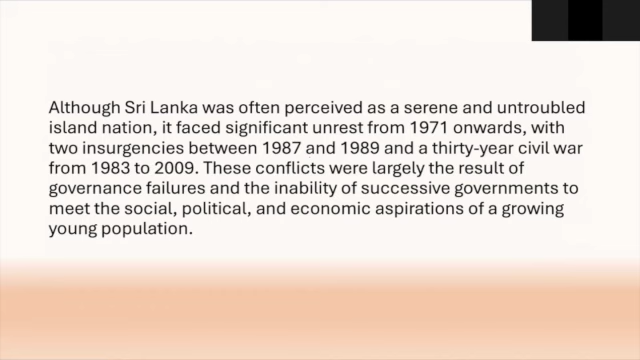 Although Sri Lanka was often perceived as a serene and untroubled
island nation, it faced significant unrest from 1971 onwards, with
two insurgencies between 1987 and 1989 and a thirty-year civil war
from 1983 to 2009. These conflicts were largely the result of
governance failures and the inability of successive governments to
meet the social, political, and economic aspirations of a growing
young population.